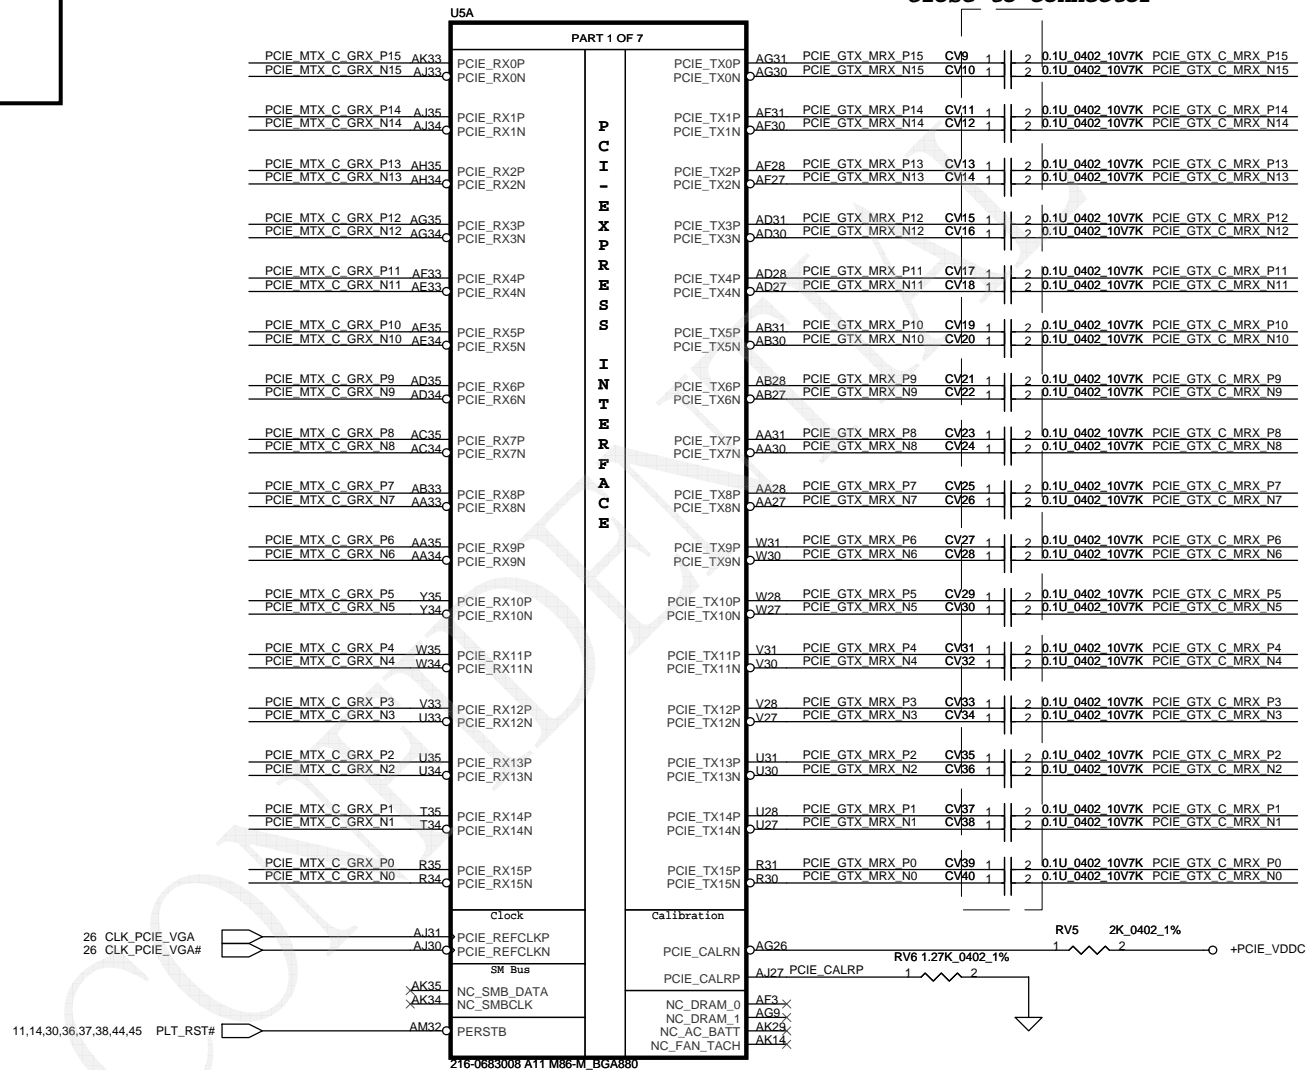 U5A
PART 1 OF 7
PCI-EXPRESS INTERFACE
PCIE_MTX_C_GRX_P15 AK33 PCIE_RX0P PCIE_TX0P AG31 PCIE_GTX_MRX_P15 CV9 1 2 0.1U_0402_10V7K PCIE_GTX_C_MRX_P15
PCIE_MTX_C_GRX_N15 AJ33 PCIE_RX0N PCIE_TX0N AG30 PCIE_GTX_MRX_N15 CV10 1 2 0.1U_0402_10V7K PCIE_GTX_C_MRX_N15
PCIE_MTX_C_GRX_P14 AJ35 PCIE_RX1P PCIE_TX1P AF31 PCIE_GTX_MRX_P14 CV11 1 2 0.1U_0402_10V7K PCIE_GTX_C_MRX_P14
PCIE_MTX_C_GRX_N14 AJ34 PCIE_RX1N PCIE_TX1N AF30 PCIE_GTX_MRX_N14 CV12 1 2 0.1U_0402_10V7K PCIE_GTX_C_MRX_N14
PCIE_MTX_C_GRX_P13 AH35 PCIE_RX2P PCIE_TX2P AF28 PCIE_GTX_MRX_P13 CV13 1 2 0.1U_0402_10V7K PCIE_GTX_C_MRX_P13
PCIE_MTX_C_GRX_N13 AH34 PCIE_RX2N PCIE_TX2N AF27 PCIE_GTX_MRX_N13 CV14 1 2 0.1U_0402_10V7K PCIE_GTX_C_MRX_N13
PCIE_MTX_C_GRX_P12 AG35 PCIE_RX3P PCIE_TX3P AD31 PCIE_GTX_MRX_P12 CV15 1 2 0.1U_0402_10V7K PCIE_GTX_C_MRX_P12
PCIE_MTX_C_GRX_N12 AG34 PCIE_RX3N PCIE_TX3N AD30 PCIE_GTX_MRX_N12 CV16 1 2 0.1U_0402_10V7K PCIE_GTX_C_MRX_N12
PCIE_MTX_C_GRX_P11 AF33 PCIE_RX4P PCIE_TX4P AD28 PCIE_GTX_MRX_P11 CV17 1 2 0.1U_0402_10V7K PCIE_GTX_C_MRX_P11
PCIE_MTX_C_GRX_N11 AE33 PCIE_RX4N PCIE_TX4N AD27 PCIE_GTX_MRX_N11 CV18 1 2 0.1U_0402_10V7K PCIE_GTX_C_MRX_N11
PCIE_MTX_C_GRX_P10 AE35 PCIE_RX5P PCIE_TX5P AB31 PCIE_GTX_MRX_P10 CV19 1 2 0.1U_0402_10V7K PCIE_GTX_C_MRX_P10
PCIE_MTX_C_GRX_N10 AE34 PCIE_RX5N PCIE_TX5N AB30 PCIE_GTX_MRX_N10 CV20 1 2 0.1U_0402_10V7K PCIE_GTX_C_MRX_N10
PCIE_MTX_C_GRX_P9 AD35 PCIE_RX6P PCIE_TX6P AB28 PCIE_GTX_MRX_P9 CV21 1 2 0.1U_0402_10V7K PCIE_GTX_C_MRX_P9
PCIE_MTX_C_GRX_N9 AD34 PCIE_RX6N PCIE_TX6N AB27 PCIE_GTX_MRX_N9 CV22 1 2 0.1U_0402_10V7K PCIE_GTX_C_MRX_N9
PCIE_MTX_C_GRX_P8 AC35 PCIE_RX7P PCIE_TX7P AA31 PCIE_GTX_MRX_P8 CV23 1 2 0.1U_0402_10V7K PCIE_GTX_C_MRX_P8
PCIE_MTX_C_GRX_N8 AC34 PCIE_RX7N PCIE_TX7N AA30 PCIE_GTX_MRX_N8 CV24 1 2 0.1U_0402_10V7K PCIE_GTX_C_MRX_N8
PCIE_MTX_C_GRX_P7 AB33 PCIE_RX8P PCIE_TX8P AA28 PCIE_GTX_MRX_P7 CV25 1 2 0.1U_0402_10V7K PCIE_GTX_C_MRX_P7
PCIE_MTX_C_GRX_N7 AA33 PCIE_RX8N PCIE_TX8N AA27 PCIE_GTX_MRX_N7 CV26 1 2 0.1U_0402_10V7K PCIE_GTX_C_MRX_N7
PCIE_MTX_C_GRX_P6 AA35 PCIE_RX9P PCIE_TX9P W31 PCIE_GTX_MRX_P6 CV27 1 2 0.1U_0402_10V7K PCIE_GTX_C_MRX_P6
PCIE_MTX_C_GRX_N6 AA34 PCIE_RX9N PCIE_TX9N W30 PCIE_GTX_MRX_N6 CV28 1 2 0.1U_0402_10V7K PCIE_GTX_C_MRX_N6
PCIE_MTX_C_GRX_P5 Y35 PCIE_RX10P PCIE_TX10P W28 PCIE_GTX_MRX_P5 CV29 1 2 0.1U_0402_10V7K PCIE_GTX_C_MRX_P5
PCIE_MTX_C_GRX_N5 Y34 PCIE_RX10N PCIE_TX10N W27 PCIE_GTX_MRX_N5 CV30 1 2 0.1U_0402_10V7K PCIE_GTX_C_MRX_N5
PCIE_MTX_C_GRX_P4 W35 PCIE_RX11P PCIE_TX11P V31 PCIE_GTX_MRX_P4 CV31 1 2 0.1U_0402_10V7K PCIE_GTX_C_MRX_P4
PCIE_MTX_C_GRX_N4 W34 PCIE_RX11N PCIE_TX11N V30 PCIE_GTX_MRX_N4 CV32 1 2 0.1U_0402_10V7K PCIE_GTX_C_MRX_N4
PCIE_MTX_C_GRX_P3 V33 PCIE_RX12P PCIE_TX12P V28 PCIE_GTX_MRX_P3 CV33 1 2 0.1U_0402_10V7K PCIE_GTX_C_MRX_P3
PCIE_MTX_C_GRX_N3 U33 PCIE_RX12N PCIE_TX12N V27 PCIE_GTX_MRX_N3 CV34 1 2 0.1U_0402_10V7K PCIE_GTX_C_MRX_N3
PCIE_MTX_C_GRX_P2 U35 PCIE_RX13P PCIE_TX13P U31 PCIE_GTX_MRX_P2 CV35 1 2 0.1U_0402_10V7K PCIE_GTX_C_MRX_P2
PCIE_MTX_C_GRX_N2 U34 PCIE_RX13N PCIE_TX13N U30 PCIE_GTX_MRX_N2 CV36 1 2 0.1U_0402_10V7K PCIE_GTX_C_MRX_N2
PCIE_MTX_C_GRX_P1 T35 PCIE_RX14P PCIE_TX14P U28 PCIE_GTX_MRX_P1 CV37 1 2 0.1U_0402_10V7K PCIE_GTX_C_MRX_P1
PCIE_MTX_C_GRX_N1 T34 PCIE_RX14N PCIE_TX14N U27 PCIE_GTX_MRX_N1 CV38 1 2 0.1U_0402_10V7K PCIE_GTX_C_MRX_N1
PCIE_MTX_C_GRX_P0 R35 PCIE_RX15P PCIE_TX15P R31 PCIE_GTX_MRX_P0 CV39 1 2 0.1U_0402_10V7K PCIE_GTX_C_MRX_P0
PCIE_MTX_C_GRX_N0 R34 PCIE_RX15N PCIE_TX15N R30 PCIE_GTX_MRX_N0 CV40 1 2 0.1U_0402_10V7K PCIE_GTX_C_MRX_N0
Clock Calibration
26 CLK_PCIE_VGA AJ31 PCIE_REFCLKP
26 CLK_PCIE_VGA# AJ30 PCIE_REFCLKN
PCIE_CALRN AG26 RV5 1 2 2K_0402_1% +PCIE_VDDC
PCIE_CALRP AJ27 PCIE_CALRP RV6 1 2 1.27K_0402_1%
SM Bus
AK35 NC_SMB_DATA
AK34 NC_SMBCLK
NC_DRAM_0 AF3
NC_DRAM_1 AG9
NC_AC_BATT AK29
NC_FAN_TACH AK14
11,14,30,36,37,38,44,45 PLT_RST# AM32 PERSTB
216-0683008 A11 M86-M_BGA880
CONFIDENTIAL